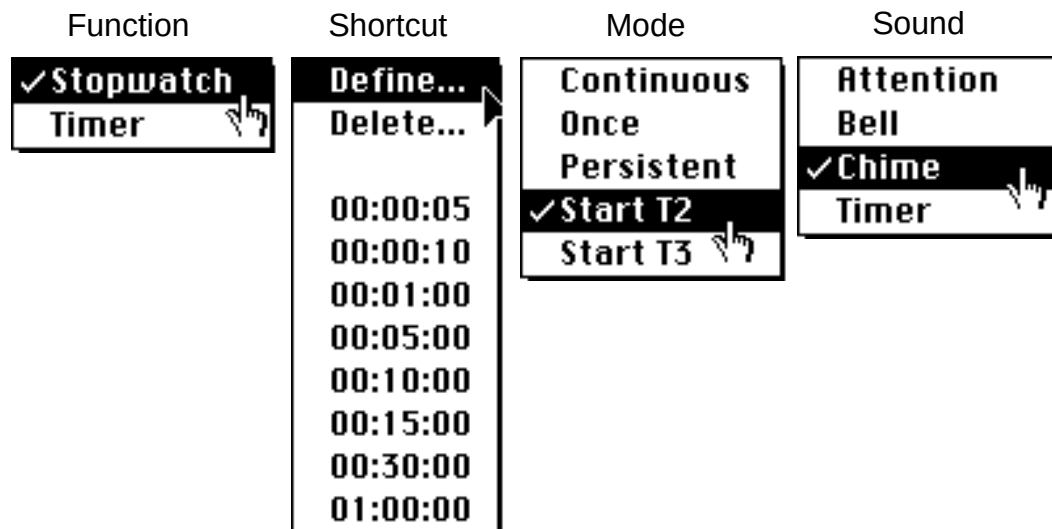 Function
✓Stopwatch
Timer
Shortcut
Define...
Delete...
00:00:05
00:00:10
00:01:00
00:05:00
00:10:00
00:15:00
00:30:00
01:00:00
Mode
Continuous
Once
Persistent
✓Start T2
Start T3
Sound
Attention
Bell
✓Chime
Timer